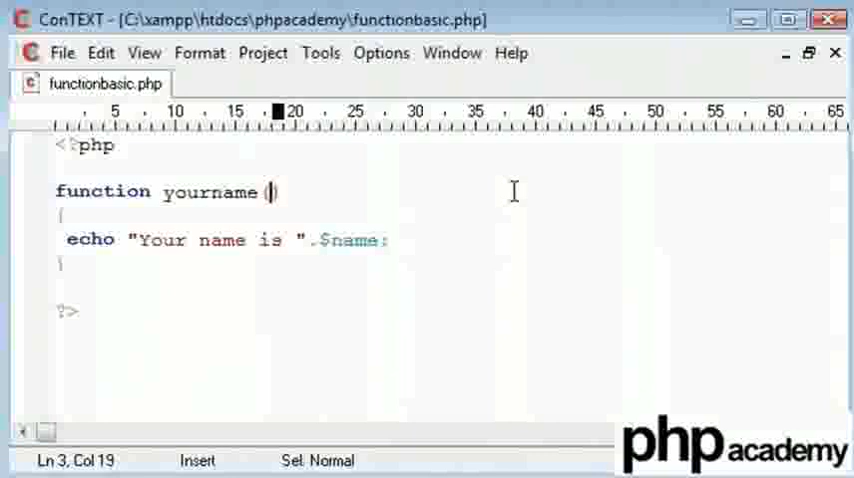 ConTEXT - [C:\xampp\htdocs\phpacademy\functionbasic.php]
File Edit View Format Project Tools Options Window Help
functionbasic.php
5 10 15 20 25 30 35 40 45 50 55 60 65
<?php
function yourname()
{
echo "Your name is ".$name;
}
?>
Ln 3, Col 19 Insert Sel: Normal
php academy